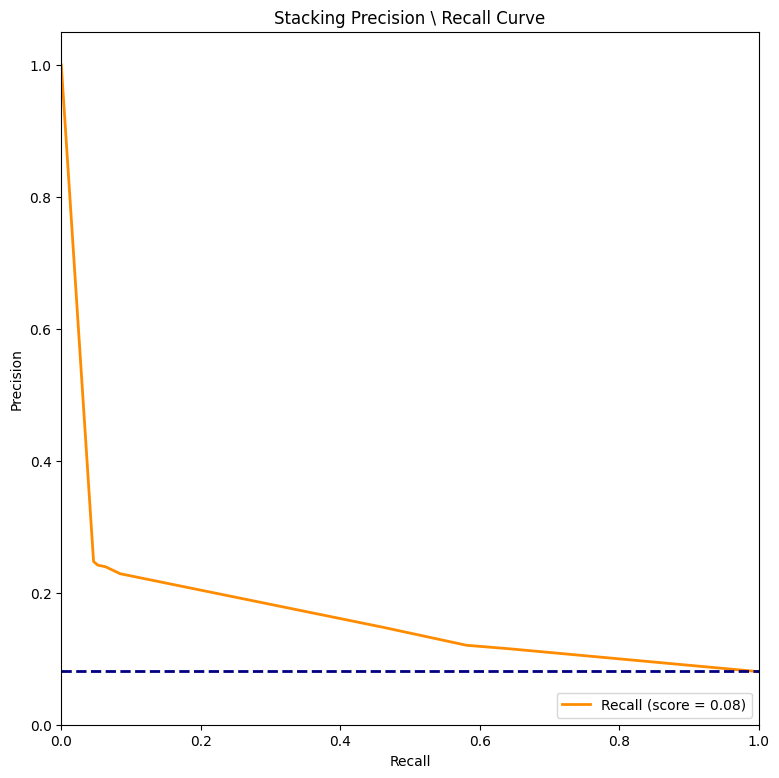 Stacking Precision \ Recall Curve
1.0
0.8
0.6
0.4
0.2
0.0
Precision
Recall (score = 0.08)
0.0 0.2 0.4 0.6 0.8 1.0
Recall